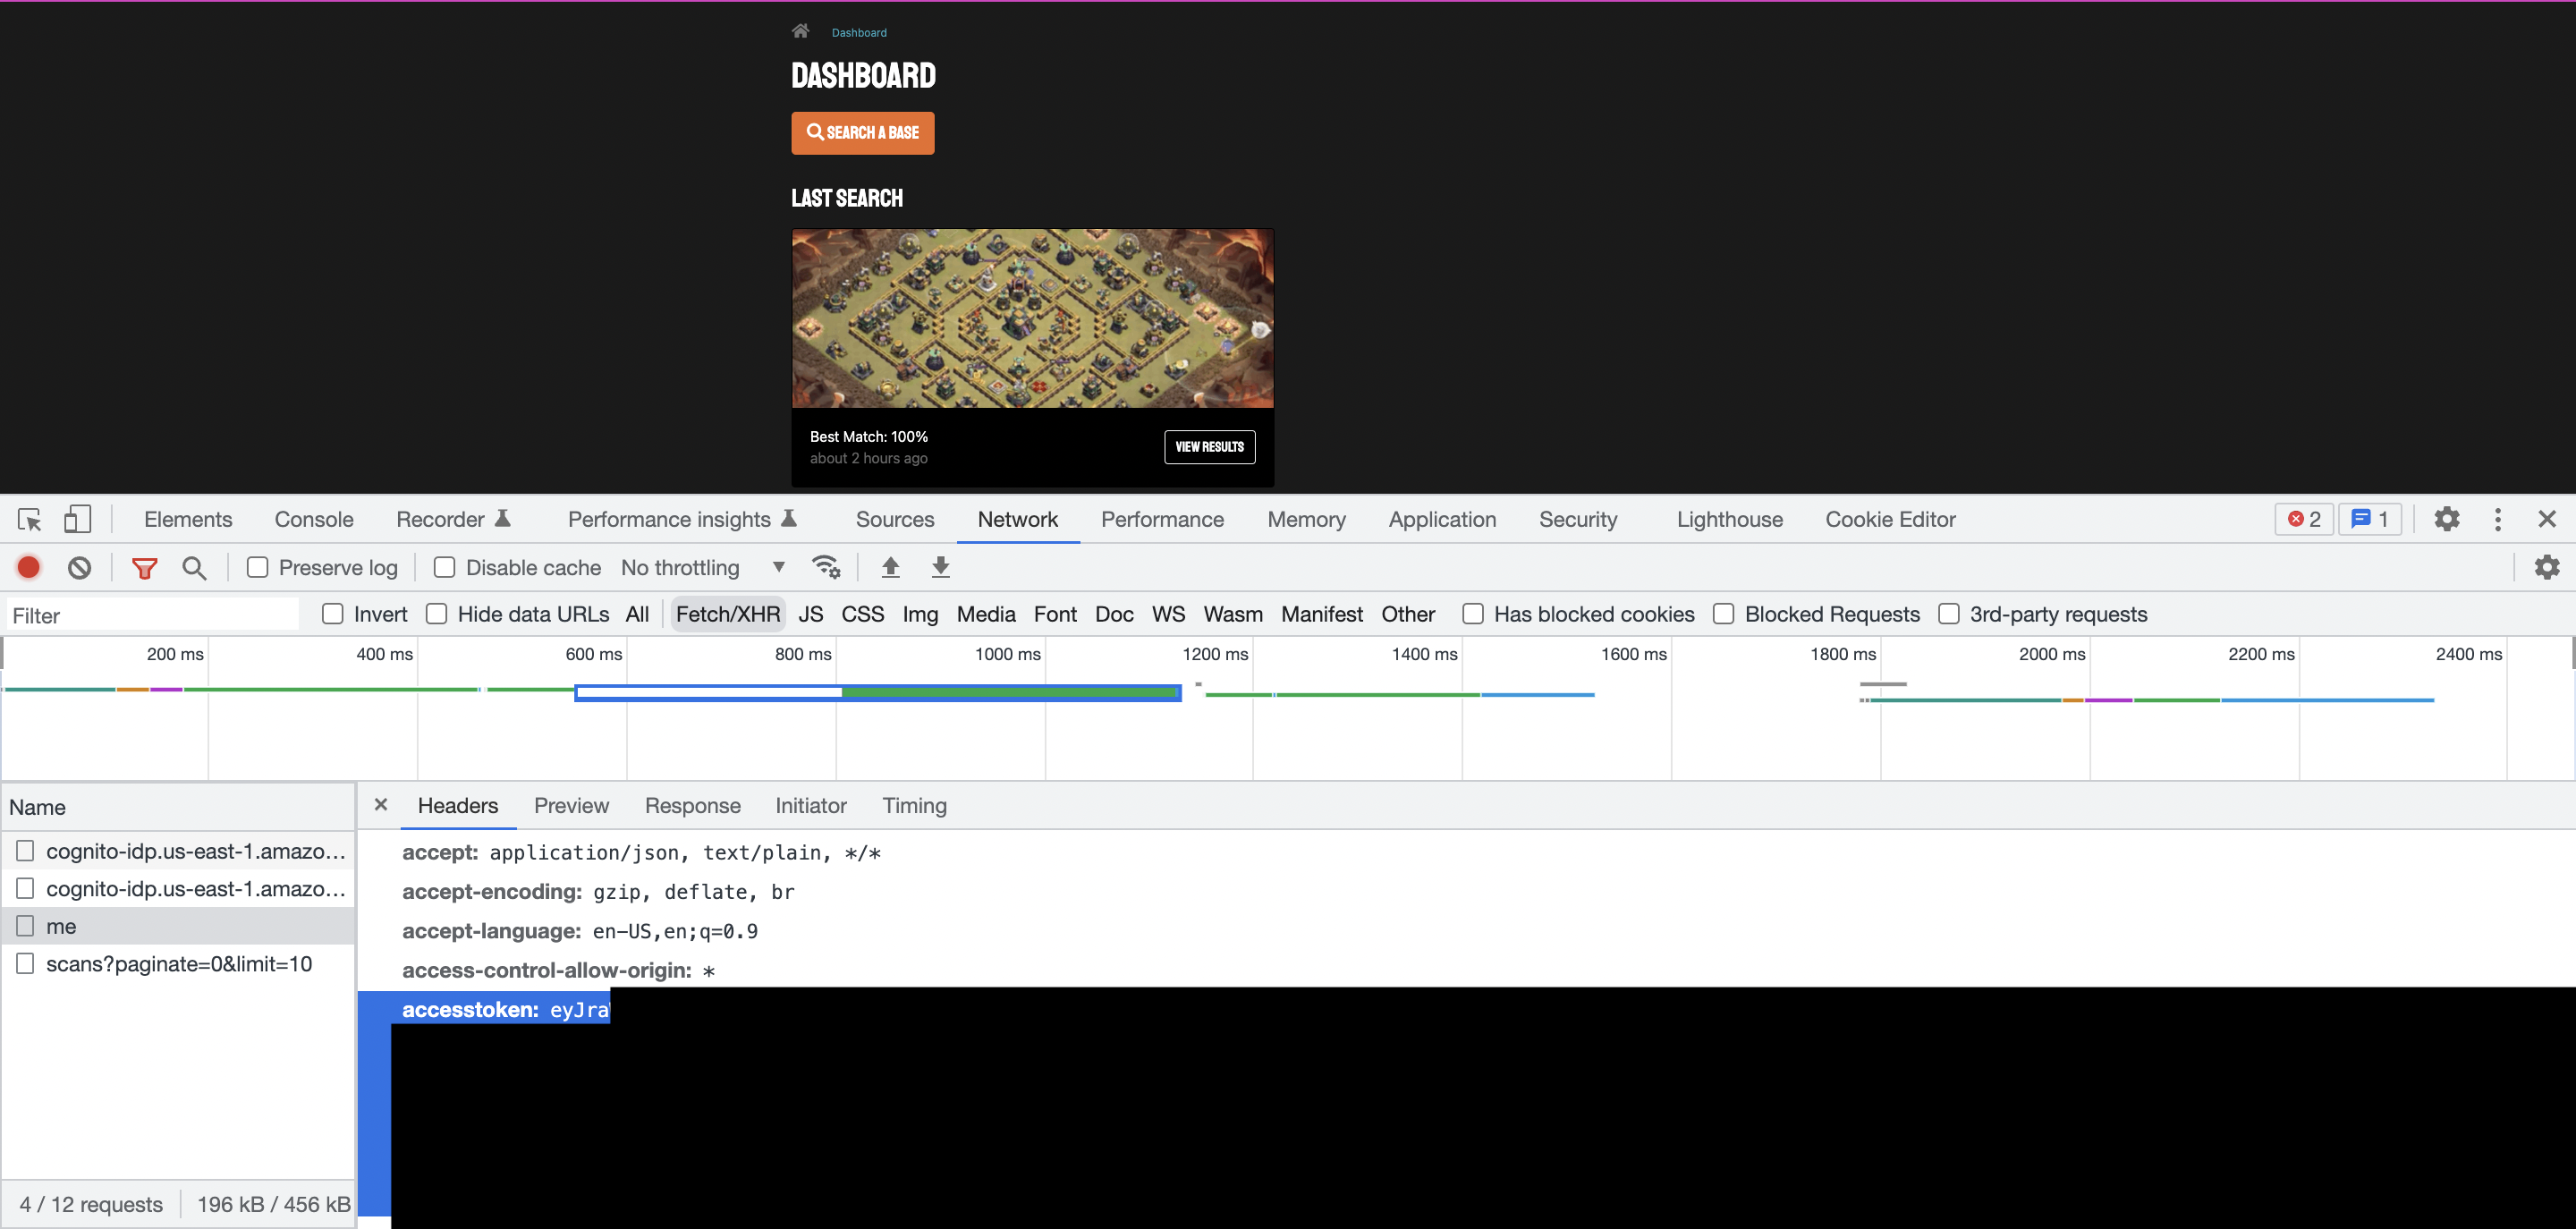 Dashboard
DASHBOARD
SEARCH A BASE
LAST SEARCH
Best Match: 100%
about 2 hours ago
VIEW RESULTS
Elements Console Recorder Performance insights Sources Network Performance Memory Application Security Lighthouse Cookie Editor 2 1
Preserve log Disable cache No throttling
Filter Invert Hide data URLs All Fetch/XHR JS CSS Img Media Font Doc WS Wasm Manifest Other Has blocked cookies Blocked Requests 3rd-party requests
200 ms 400 ms 600 ms 800 ms 1000 ms 1200 ms 1400 ms 1600 ms 1800 ms 2000 ms 2200 ms 2400 ms
Name
cognito-idp.us-east-1.amazo...
cognito-idp.us-east-1.amazo...
me
scans?paginate=0&limit=10
4 / 12 requests 196 kB / 456 kB
Headers Preview Response Initiator Timing
accept: application/json, text/plain, */*
accept-encoding: gzip, deflate, br
accept-language: en-US,en;q=0.9
access-control-allow-origin: *
accesstoken: eyJra